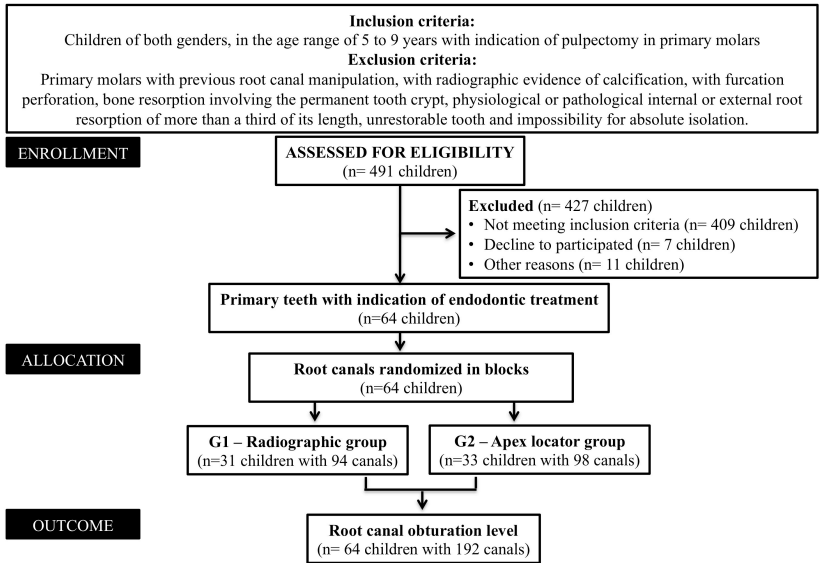 Inclusion criteria:
Children of both genders, in the age range of 5 to 9 years with indication of pulpectomy in primary molars
Exclusion criteria:
Primary molars with previous root canal manipulation, with radiographic evidence of calcification, with furcation
perforation, bone resorption involving the permanent tooth crypt, physiological or pathological internal or external root
resorption of more than a third of its length, unrestorable tooth and impossibility for absolute isolation.
ENROLLMENT
ASSESSED FOR ELIGIBILITY
(n= 491 children)
Excluded (n= 427 children)
• Not meeting inclusion criteria (n= 409 children)
• Decline to participated (n= 7 children)
• Other reasons (n= 11 children)
Primary teeth with indication of endodontic treatment
(n=64 children)
ALLOCATION
Root canals randomized in blocks
(n=64 children)
G1 – Radiographic group
(n=31 children with 94 canals)
G2 – Apex locator group
(n=33 children with 98 canals)
OUTCOME
Root canal obturation level
(n= 64 children with 192 canals)